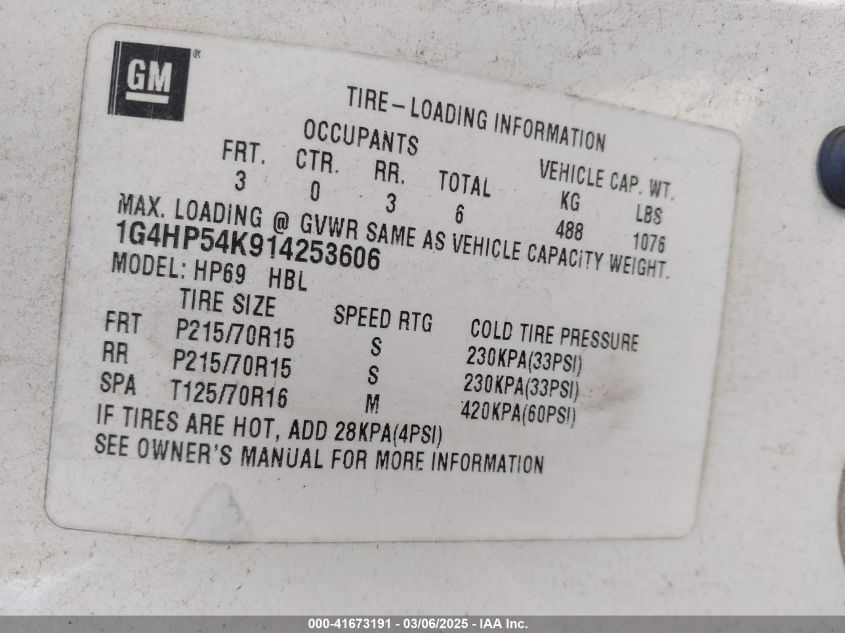 GM®
TIRE-LOADING INFORMATION
OCCUPANTS VEHICLE CAP. WT.
FRT. CTR. RR. TOTAL KG LBS
3 0 3 6 488 1076
MAX. LOADING @ GVWR SAME AS VEHICLE CAPACITY WEIGHT.
1G4HP54K914253606
MODEL: HP69 HBL
TIRE SIZE SPEED RTG COLD TIRE PRESSURE
FRT P215/70R15 S 230KPA(33PSI)
RR P215/70R15 S 230KPA(33PSI)
SPA T125/70R16 M 420KPA(60PSI)
IF TIRES ARE HOT, ADD 28KPA(4PSI)
SEE OWNER'S MANUAL FOR MORE INFORMATION
000-41673191 - 03/06/2025 - IAA Inc.